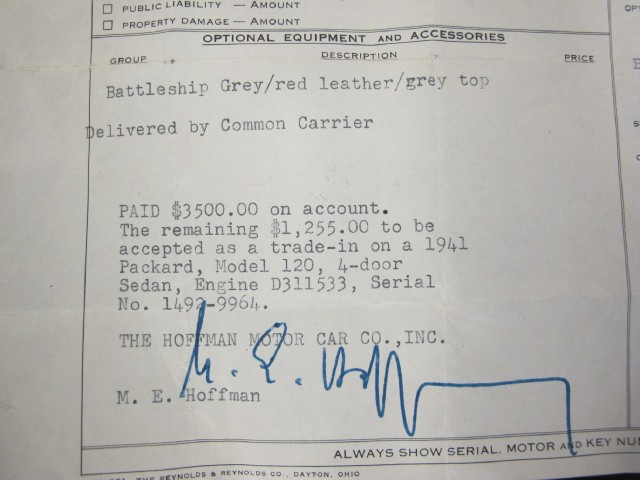 PUBLIC LIABILITY — AMOUNT
PROPERTY DAMAGE — AMOUNT
OPTIONAL EQUIPMENT AND ACCESSORIES
GROUP DESCRIPTION PRICE
Battleship Grey/red leather/grey top
Delivered by Common Carrier
PAID $3500.00 on account.
The remaining $1,255.00 to be
accepted as a trade-in on a 1941
Packard, Model 120, 4-door
Sedan, Engine D311533, Serial
No. 1492-9964.
THE HOFFMAN MOTOR CAR CO.,INC.
M. E. Hoffman
ALWAYS SHOW SERIAL, MOTOR AND KEY NU
THE REYNOLDS & REYNOLDS CO., DAYTON, OHIO